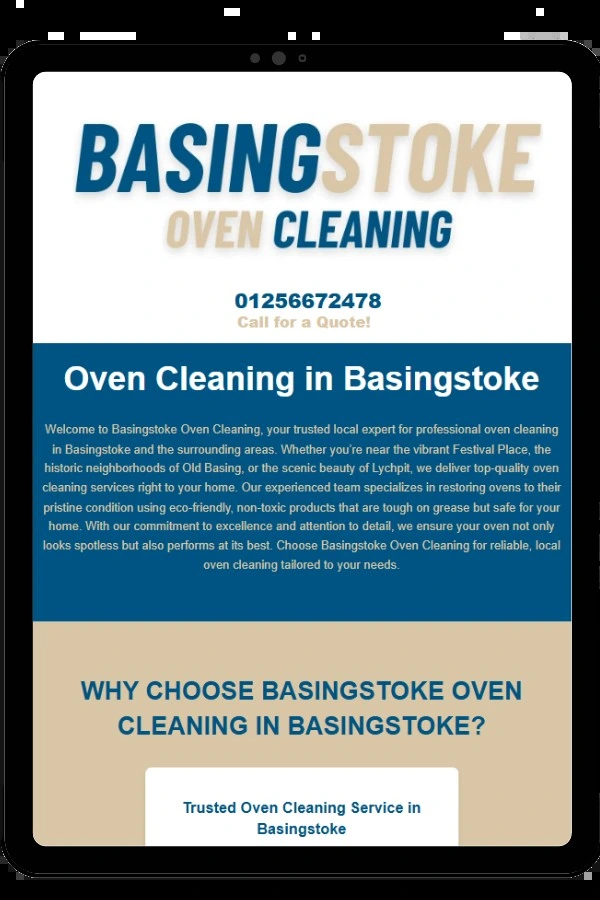 BASINGSTOKE
OVEN CLEANING
01256672478
Call for a Quote!
Oven Cleaning in Basingstoke
Welcome to Basingstoke Oven Cleaning, your trusted local expert for professional oven cleaning
in Basingstoke and the surrounding areas. Whether you're near the vibrant Festival Place, the
historic neighborhoods of Old Basing, or the scenic beauty of Lychpit, we deliver top-quality oven
cleaning services right to your home. Our experienced team specializes in restoring ovens to their
pristine condition using eco-friendly, non-toxic products that are tough on grease but safe for your
home. With our commitment to excellence and attention to detail, we ensure your oven not only
looks spotless but also performs at its best. Choose Basingstoke Oven Cleaning for reliable, local
oven cleaning tailored to your needs.
WHY CHOOSE BASINGSTOKE OVEN
CLEANING IN BASINGSTOKE?
Trusted Oven Cleaning Service in
Basingstoke